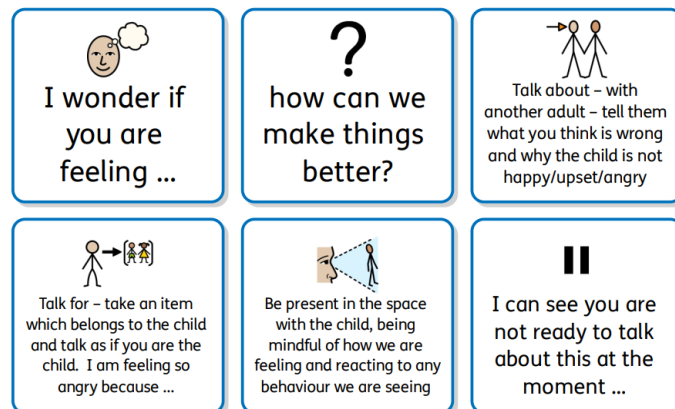 I wonder if
you are
feeling ...
?
how can we
make things
better?
Talk about – with
another adult – tell them
what you think is wrong
and why the child is not
happy/upset/angry
Talk for – take an item
which belongs to the child
and talk as if you are the
child.  I am feeling so
angry because ...
Be present in the space
with the child, being
mindful of how we are
feeling and reacting to any
behaviour we are seeing
I can see you are
not ready to talk
about this at the
moment ...